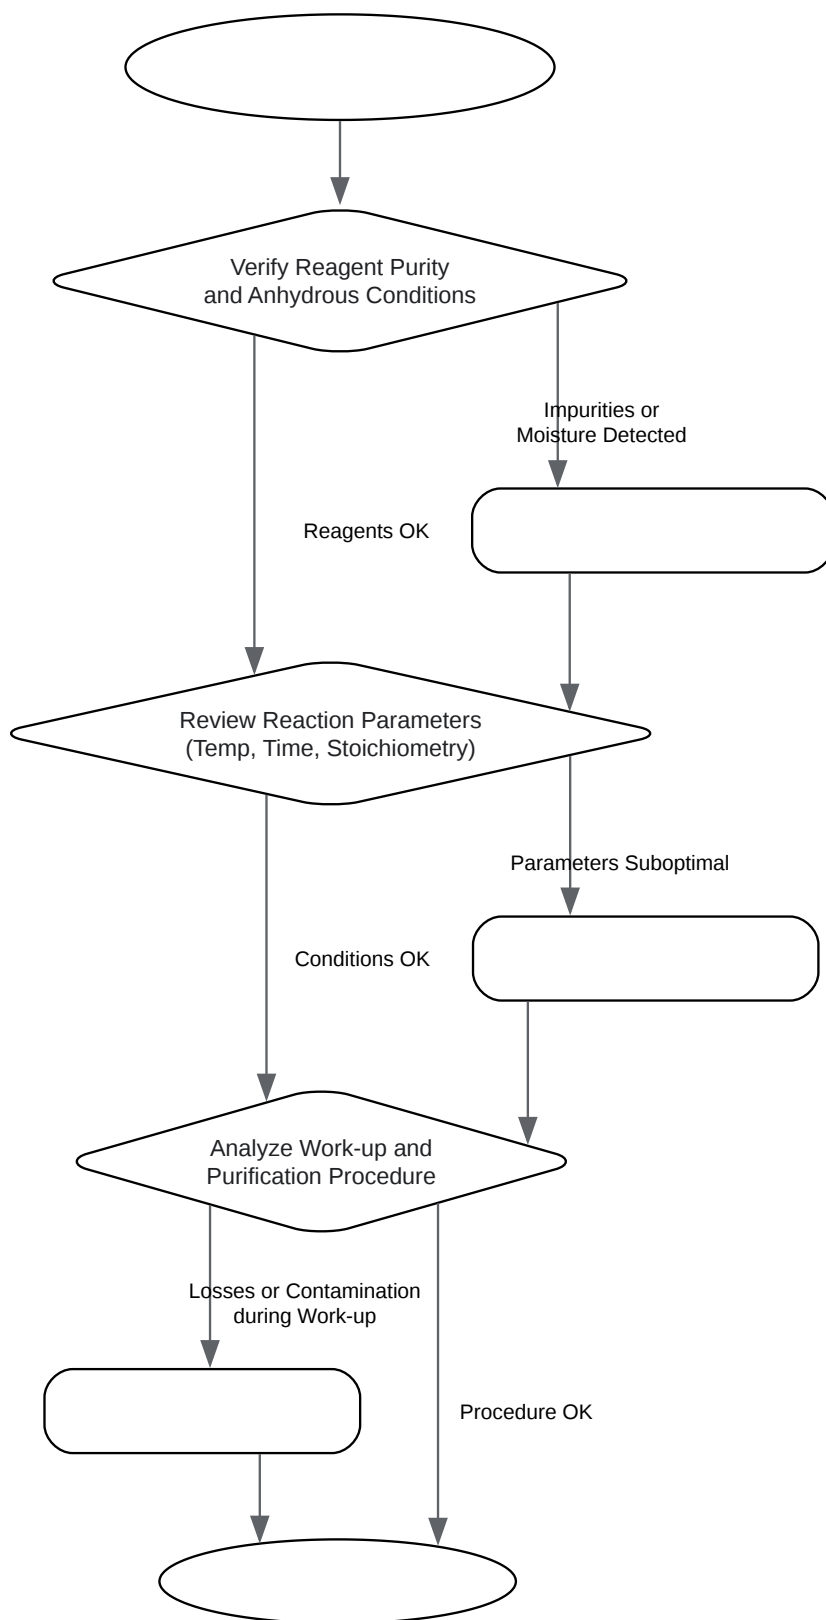 Verify Reagent Purity
and Anhydrous Conditions
Impurities or
Moisture Detected
Reagents OK
Review Reaction Parameters
(Temp, Time, Stoichiometry)
Parameters Suboptimal
Conditions OK
Analyze Work-up and
Purification Procedure
Losses or Contamination
during Work-up
Procedure OK